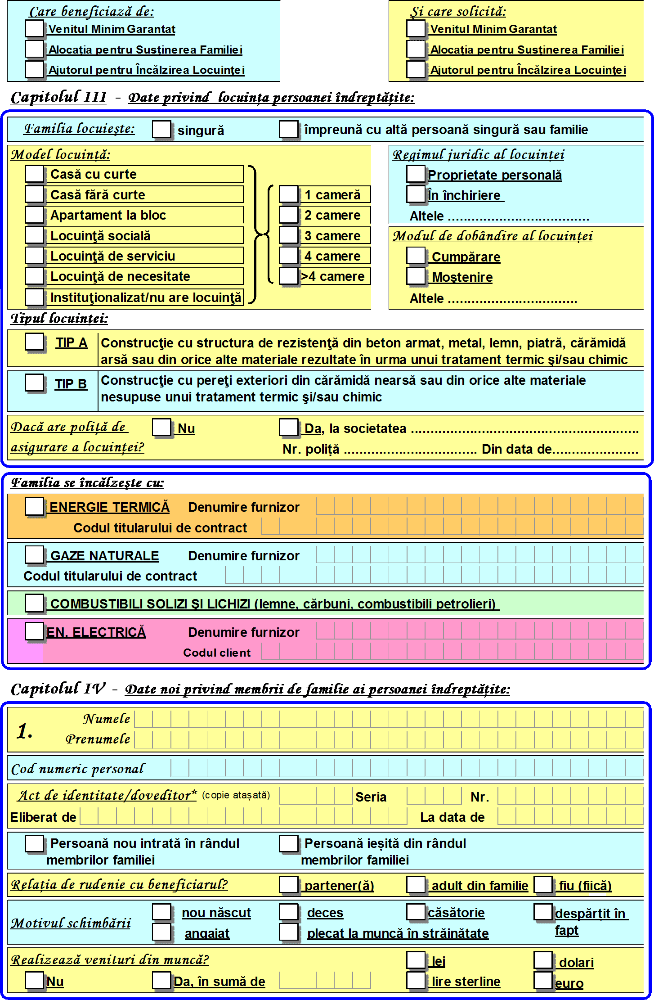 Care beneficiază de:
Venitul Minim Garantat
Alocația pentru Susținerea Familiei
Ajutorul pentru Încălzirea Locuinței
Și care solicită:
Venitul Minim Garantat
Alocația pentru Susținerea Familiei
Ajutorul pentru Încălzirea Locuinței
Capitolul III - Date privind locuința persoanei îndreptățite:
Familia locuiește: singură împreună cu altă persoană singură sau familie
Model locuință:
Casă cu curte
Casă fără curte
Apartament la bloc
Locuinţă socială
Locuinţă de serviciu
Locuinţă de necesitate
Instituţionalizat/nu are locuinţă
1 cameră
2 camere
3 camere
4 camere
>4 camere
Regimul juridic al locuinței
Proprietate personală
În închiriere
Altele ....................................
Modul de dobândire al locuinței
Cumpărare
Moştenire
Altele .................................
Tipul locuinței:
TIP A Construcţie cu structura de rezistenţă din beton armat, metal, lemn, piatră, cărămidă
arsă sau din orice alte materiale rezultate în urma unui tratament termic şi/sau chimic
TIP B Construcţie cu pereţi exteriori din cărămidă nearsă sau din orice alte materiale
nesupuse unui tratament termic şi/sau chimic
Dacă are poliță de Nu Da, la societatea ..........................................................
asigurare a locuinței? Nr. poliță .................................. Din data de......................
Familia se încălzește cu:
ENERGIE TERMICĂ Denumire furnizor
Codul titularului de contract
GAZE NATURALE Denumire furnizor
Codul titularului de contract
COMBUSTIBILI SOLIZI ŞI LICHIZI (lemne, cărbuni, combustibili petrolieri)
EN. ELECTRICĂ Denumire furnizor
Codul client
Capitolul IV - Date noi privind membrii de familie ai persoanei îndreptățite:
1. Numele
Prenumele
Cod numeric personal
Act de identitate/doveditor* (copie atașată) Seria Nr.
Eliberat de La data de
Persoană nou intrată în rândul
membrilor familiei
Persoană ieșită din rândul
membrilor familiei
Relația de rudenie cu beneficiarul? partener(ă) adult din familie fiu (fiică)
Motivul schimbării
nou născut deces căsătorie despărțit în
fapt
angajat plecat la muncă în străinătate
Realizează venituri din muncă? lei dolari
Nu Da, în sumă de lire sterline euro